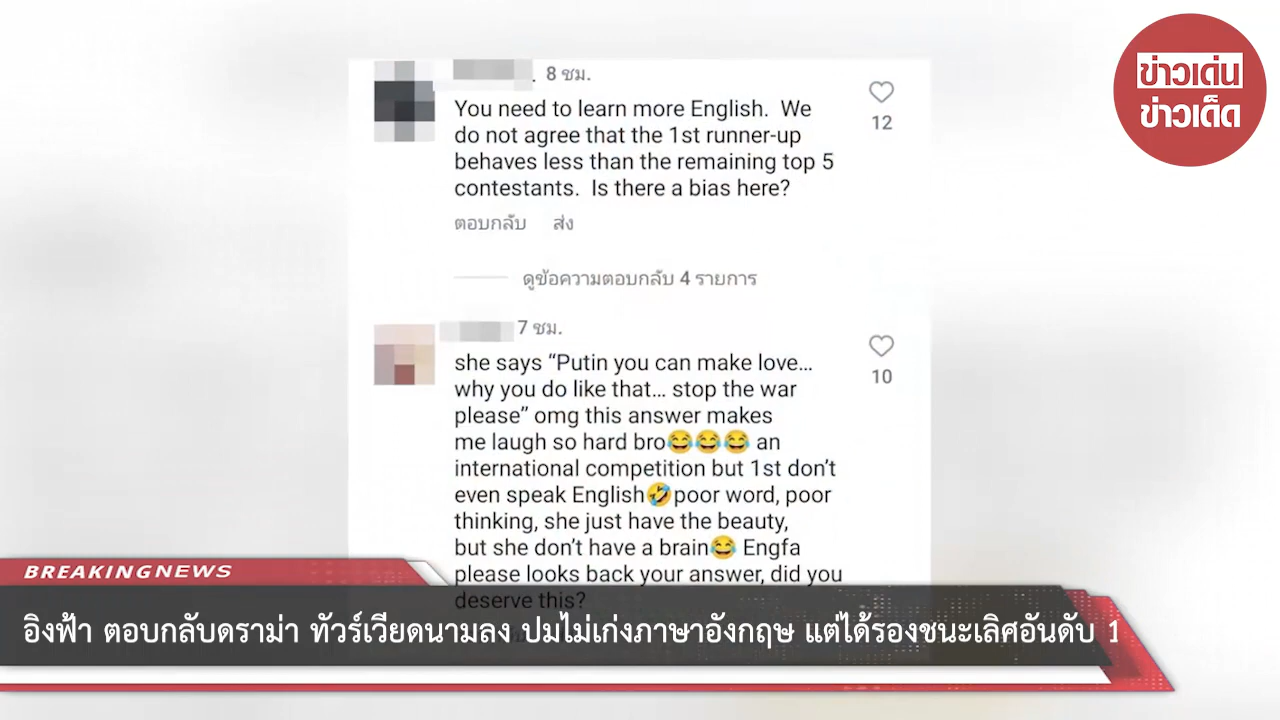 ข่าวเด่น
ข่าวเด็ด
8 ชม.
You need to learn more English. We
do not agree that the 1st runner-up
behaves less than the remaining top 5
contestants. Is there a bias here?
12
ตอบกลับ ส่ง
ดูข้อความตอบกลับ 4 รายการ
7 ชม.
she says “Putin you can make love...
why you do like that... stop the war
please” omg this answer makes
me laugh so hard bro😂😂😂 an
international competition but 1st don’t
even speak English🤣poor word, poor
thinking, she just have the beauty,
but she don’t have a brain😂 Engfa
please looks back your answer, did you
deserve this?
10
BREAKING NEWS
อิงฟ้า ตอบกลับดราม่า ทัวร์เวียดนามลง ปมไม่เก่งภาษาอังกฤษ แต่ได้รองชนะเลิศอันดับ 1